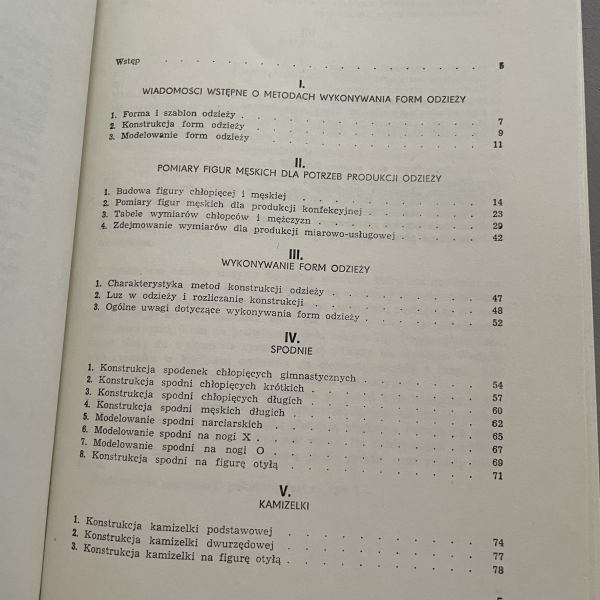 Wstęp . . . . . . . . . . . . . . . . . . 5
I.
WIADOMOŚCI WSTĘPNE O METODACH WYKONYWANIA FORM ODZIEŻY
1. Forma i szablon odzieży . . . . . . . . . . . . 7
2. Konstrukcja form odzieży . . . . . . . . . . . . 9
3. Modelowanie form odzieży . . . . . . . . . . . . 11
II.
POMIARY FIGUR MĘSKICH DLA POTRZEB PRODUKCJI ODZIEŻY
1. Budowa figury chłopięcej i męskiej . . . . . . . . . 14
2. Pomiary figur męskich dla produkcji konfekcyjnej . . . . . 23
3. Tabele wymiarów chłopców i mężczyzn . . . . . . . 29
4. Zdejmowanie wymiarów dla produkcji miarowo-usługowej . . . . 42
III.
WYKONYWANIE FORM ODZIEŻY
1. Charakterystyka metod konstrukcji odzieży . . . . . . . 47
2. Luz w odzieży i rozliczanie konstrukcji . . . . . . . . 48
3. Ogólne uwagi dotyczące wykonywania form odzieży . . . . . 52
IV.
SPODNIE
1. Konstrukcja spodenek chłopięcych gimnastycznych . . . . . 54
2. Konstrukcja spodni chłopięcych krótkich . . . . . . . . 57
3. Konstrukcja spodni chłopięcych długich . . . . . . . . 60
4. Konstrukcja spodni męskich długich . . . . . . . . . 62
5. Modelowanie spodni narciarskich . . . . . . . . . . 65
6. Modelowanie spodni na nogi X . . . . . . . . . . 67
7. Modelowanie spodni na nogi O . . . . . . . . . . 69
8. Konstrukcja spodni na figurę otyłą . . . . . . . . . 71
V.
KAMIZELKI
1. Konstrukcja kamizelki podstawowej . . . . . . . . . 74
2. Konstrukcja kamizelki dwurzędowej . . . . . . . . . 77
3. Konstrukcja kamizelki na figurę otyłą . . . . . . . . . 78